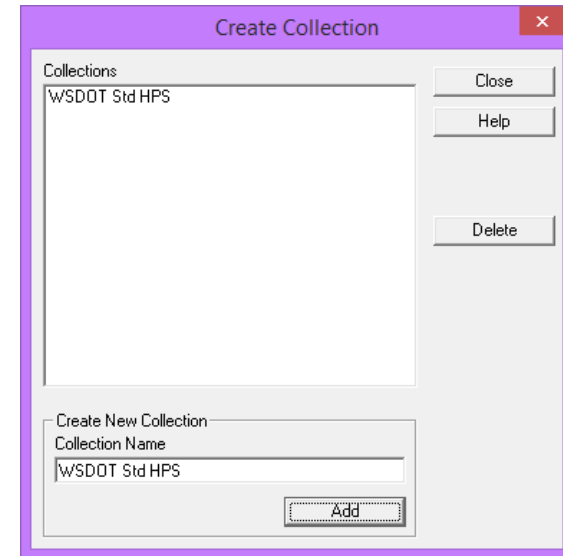 Create Collection
Collections
WSDOT Std HPS
Close
Help
Delete
Create New Collection
Collection Name
WSDOT Std HPS
Add